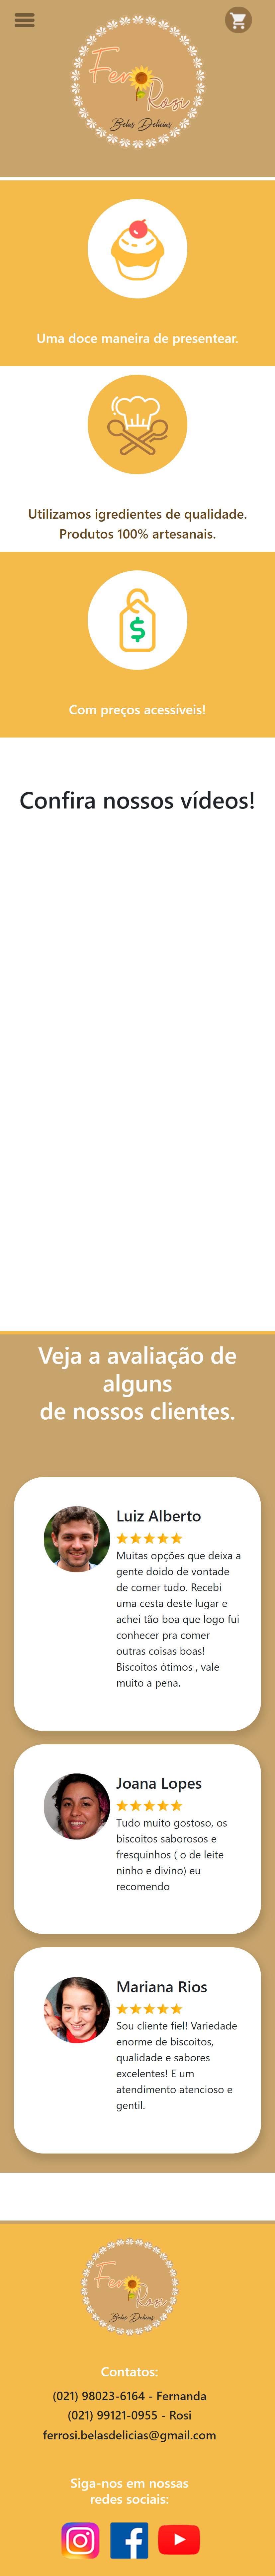 Fer
Rosi
Belas Delicias
Uma doce maneira de presentear.
Utilizamos igredientes de qualidade.
Produtos 100% artesanais.
Com preços acessíveis!
Confira nossos vídeos!
Veja a avaliação de
alguns
de nossos clientes.
Luiz Alberto
Muitas opções que deixa a
gente doido de vontade
de comer tudo. Recebi
uma cesta deste lugar e
achei tão boa que logo fui
conhecer pra comer
outras coisas boas!
Biscoitos ótimos , vale
muito a pena.
Joana Lopes
Tudo muito gostoso, os
biscoitos saborosos e
fresquinhos ( o de leite
ninho e divino) eu
recomendo
Mariana Rios
Sou cliente fiel! Variedade
enorme de biscoitos,
qualidade e sabores
excelentes! E um
atendimento atencioso e
gentil.
Fer
Rosi
Belas Delicias
Contatos:
(021) 98023-6164 - Fernanda
(021) 99121-0955 - Rosi
ferrosi.belasdelicias@gmail.com
Siga-nos em nossas
redes sociais: